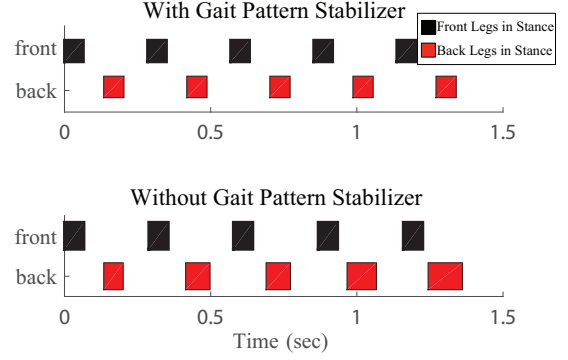 With Gait Pattern Stabilizer
Front Legs in Stance
Back Legs in Stance
front
back
0 0.5 1 1.5
Without Gait Pattern Stabilizer
front
back
0 0.5 1 1.5
Time (sec)